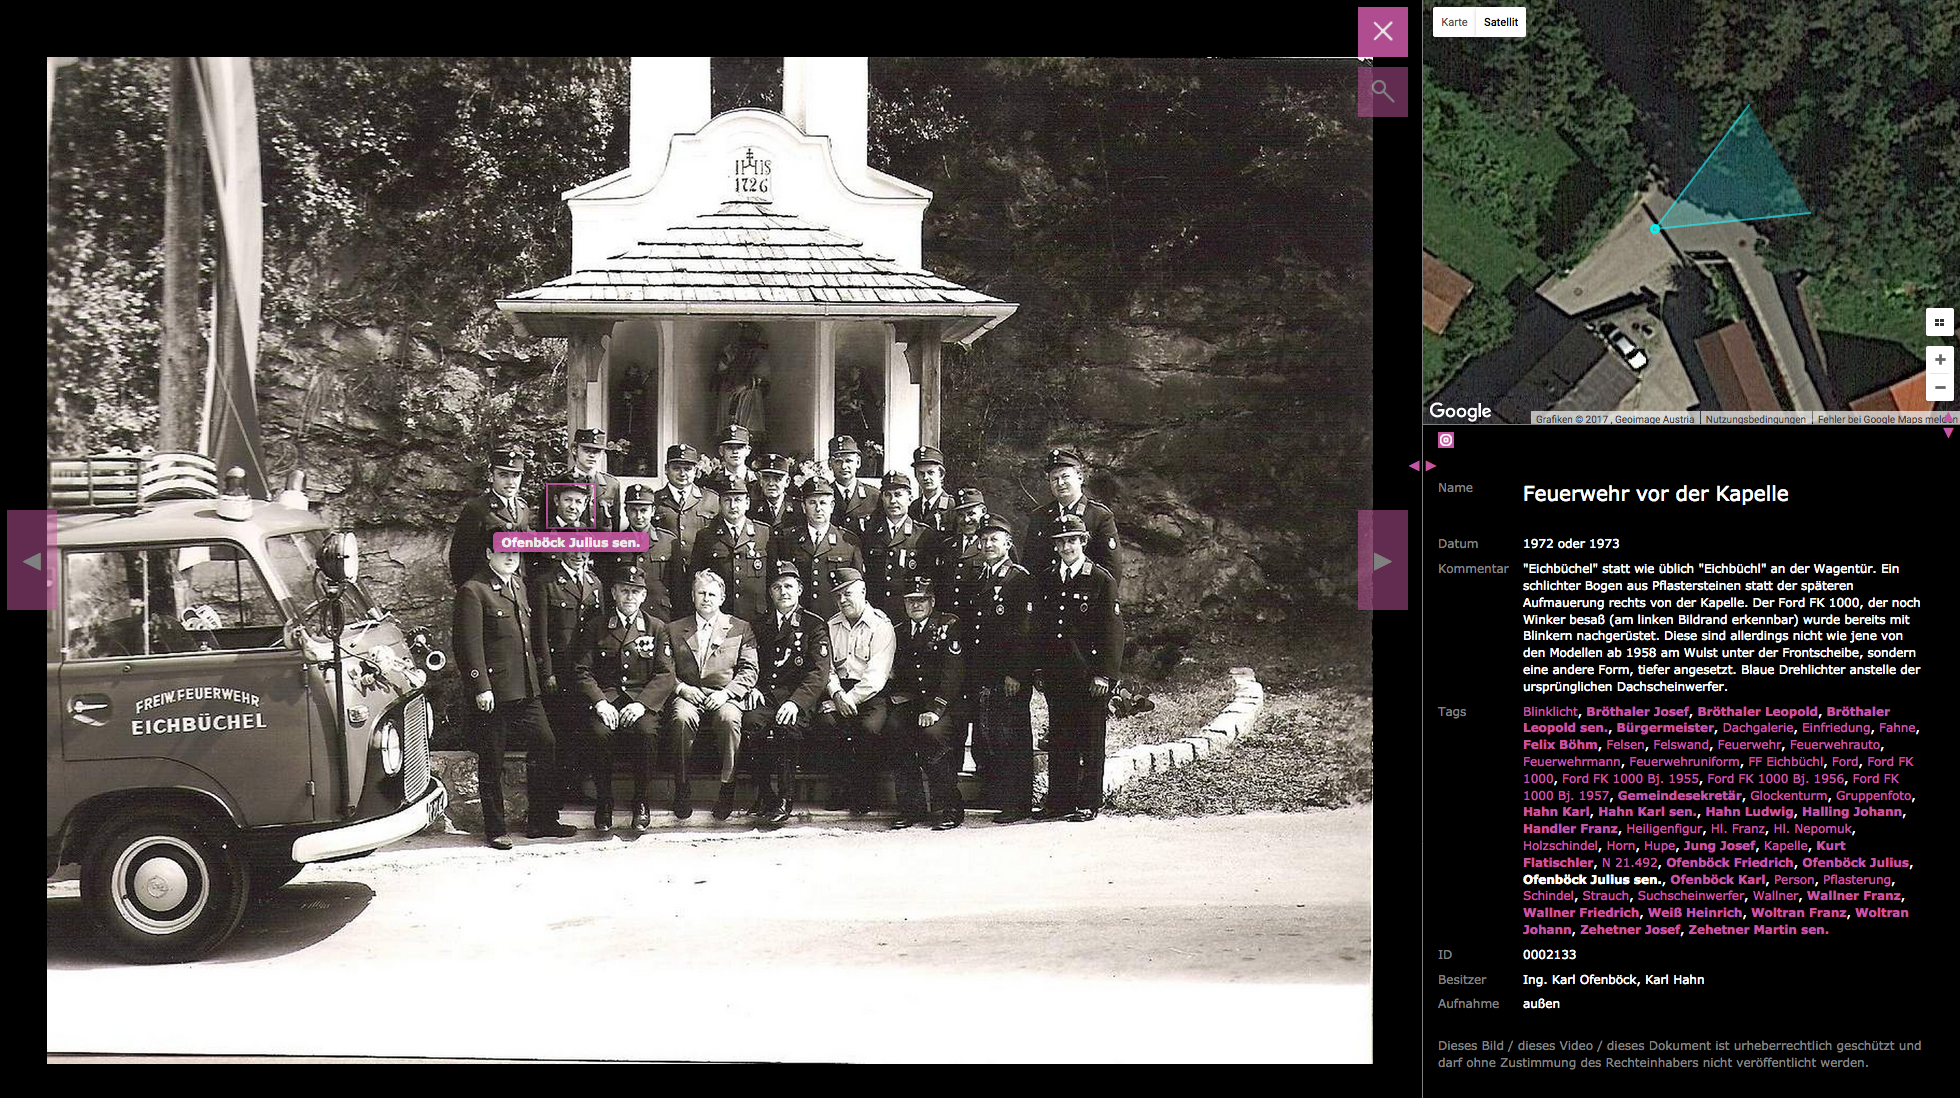 IHS
1726
Ofenböck Julius sen.
FREIW. FEUERWEHR
EICHBÜCHEL
Karte Satellit
Google
Grafiken © 2017 , Geoimage Austria Nutzungsbedingungen Fehler bei Google Maps melden
Name Feuerwehr vor der Kapelle
Datum 1972 oder 1973
Kommentar "Eichbüchel" statt wie üblich "Eichbüchl" an der Wagentür. Ein
schlichter Bogen aus Pflastersteinen statt der späteren
Aufmauerung rechts von der Kapelle. Der Ford FK 1000, der noch
Winker besaß (am linken Bildrand erkennbar) wurde bereits mit
Blinkern nachgerüstet. Diese sind allerdings nicht wie jene von
den Modellen ab 1958 am Wulst unter der Frontscheibe, sondern
eine andere Form, tiefer angesetzt. Blaue Drehlichter anstelle der
ursprünglichen Dachscheinwerfer.
Tags Blinklicht, Bröthaler Josef, Bröthaler Leopold, Bröthaler
Leopold sen., Bürgermeister, Dachgalerie, Einfriedung, Fahne,
Felix Böhm, Felsen, Felswand, Feuerwehr, Feuerwehrauto,
Feuerwehrmann, Feuerwehruniform, FF Eichbüchl, Ford, Ford FK
1000, Ford FK 1000 Bj. 1955, Ford FK 1000 Bj. 1956, Ford FK
1000 Bj. 1957, Gemeindesekretär, Glockenturm, Gruppenfoto,
Hahn Karl, Hahn Karl sen., Hahn Ludwig, Halling Johann,
Handler Franz, Heiligenfigur, Hl. Franz, Hl. Nepomuk,
Holzschindel, Horn, Hupe, Jung Josef, Kapelle, Kurt
Flatischler, N 21.492, Ofenböck Friedrich, Ofenböck Julius,
Ofenböck Julius sen., Ofenböck Karl, Person, Pflasterung,
Schindel, Strauch, Suchscheinwerfer, Wallner, Wallner Franz,
Wallner Friedrich, Weiß Heinrich, Woltran Franz, Woltran
Johann, Zehetner Josef, Zehetner Martin sen.
ID 0002133
Besitzer Ing. Karl Ofenböck, Karl Hahn
Aufnahme außen
Dieses Bild / dieses Video / dieses Dokument ist urheberrechtlich geschützt und
darf ohne Zustimmung des Rechteinhabers nicht veröffentlicht werden.